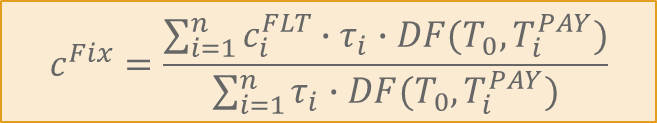 c^{Fix} = \frac{\sum_{i=1}^{n} c_i^{FLT} \cdot \tau_i \cdot DF(T_0, T_i^{PAY})}{\sum_{i=1}^{n} \tau_i \cdot DF(T_0, T_i^{PAY})}